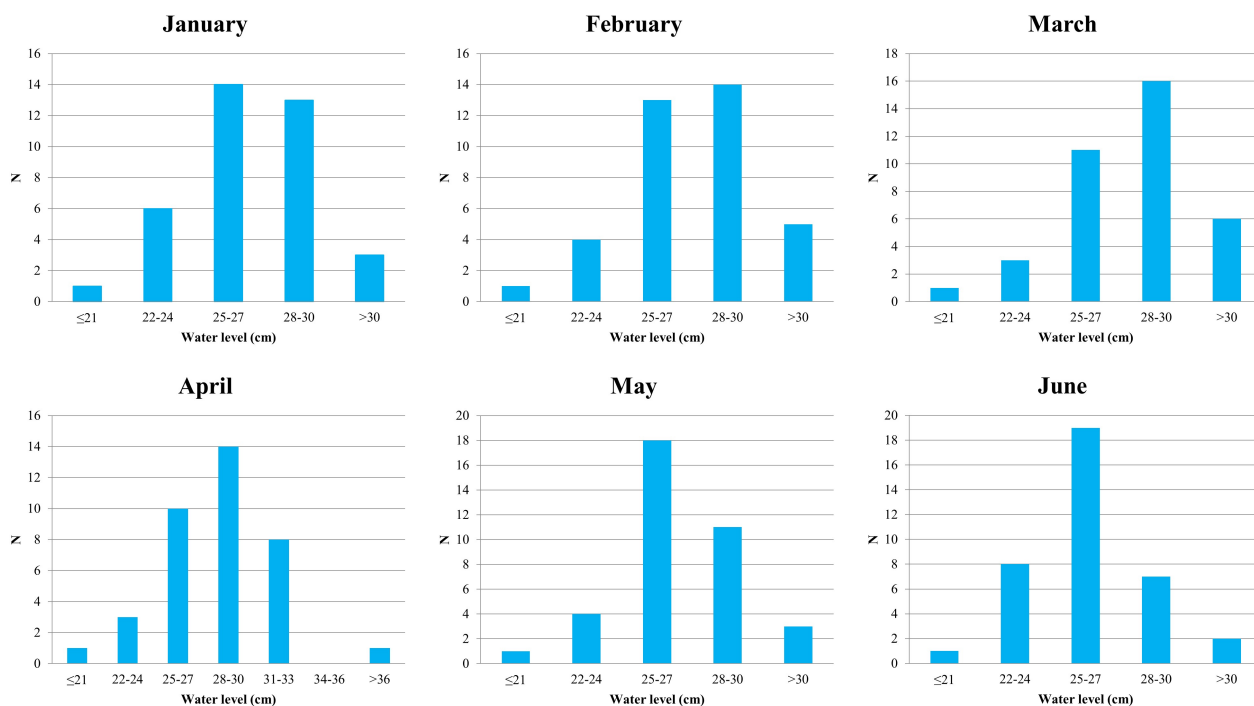 January
16
14
12
10
8
6
4
2
0
N
≤21 22-24 25-27 28-30 >30
Water level (cm)
February
16
14
12
10
8
6
4
2
0
N
≤21 22-24 25-27 28-30 >30
Water level (cm)
March
18
16
14
12
10
8
6
4
2
0
N
≤21 22-24 25-27 28-30 >30
Water level (cm)
April
16
14
12
10
8
6
4
2
0
N
≤21 22-24 25-27 28-30 31-33 34-36 >36
Water level (cm)
May
20
18
16
14
12
10
8
6
4
2
0
N
≤21 22-24 25-27 28-30 >30
Water level (cm)
June
20
18
16
14
12
10
8
6
4
2
0
N
≤21 22-24 25-27 28-30 >30
Water level (cm)